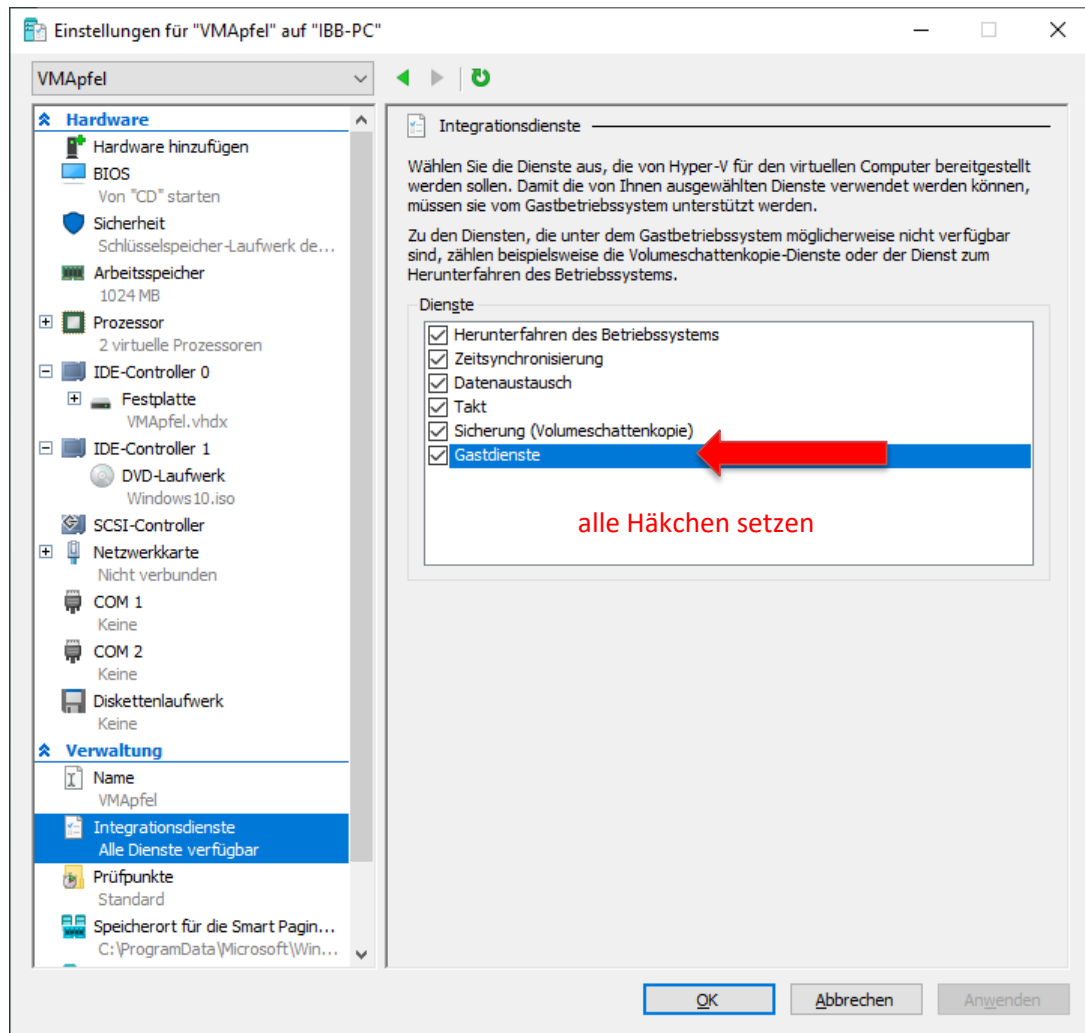 Einstellungen für "VMApfel" auf "IBB-PC"
VMApfel
Hardware
Hardware hinzufügen
BIOS
Von "CD" starten
Sicherheit
Schlüsselspeicher-Laufwerk de...
Arbeitsspeicher
1024 MB
Prozessor
2 virtuelle Prozessoren
IDE-Controller 0
Festplatte
VMApfel.vhdx
IDE-Controller 1
DVD-Laufwerk
Windows10.iso
SCSI-Controller
Netzwerkkarte
Nicht verbunden
COM 1
Keine
COM 2
Keine
Diskettenlaufwerk
Keine
Verwaltung
Name
VMApfel
Integrationsdienste
Alle Dienste verfügbar
Prüfpunkte
Standard
Speicherort für die Smart Pagin...
C:\ProgramData\Microsoft\Win...
Integrationsdienste
Wählen Sie die Dienste aus, die von Hyper-V für den virtuellen Computer bereitgestellt
werden sollen. Damit die von Ihnen ausgewählten Dienste verwendet werden können,
müssen sie vom Gastbetriebssystem unterstützt werden.
Zu den Diensten, die unter dem Gastbetriebssystem möglicherweise nicht verfügbar
sind, zählen beispielsweise die Volumeschattenkopie-Dienste oder der Dienst zum
Herunterfahren des Betriebssystems.
Dienste
Herunterfahren des Betriebssystems
Zeitsynchronisierung
Datenaustausch
Takt
Sicherung (Volumeschattenkopie)
Gastdienste
alle Häkchen setzen
OK
Abbrechen
Anwenden